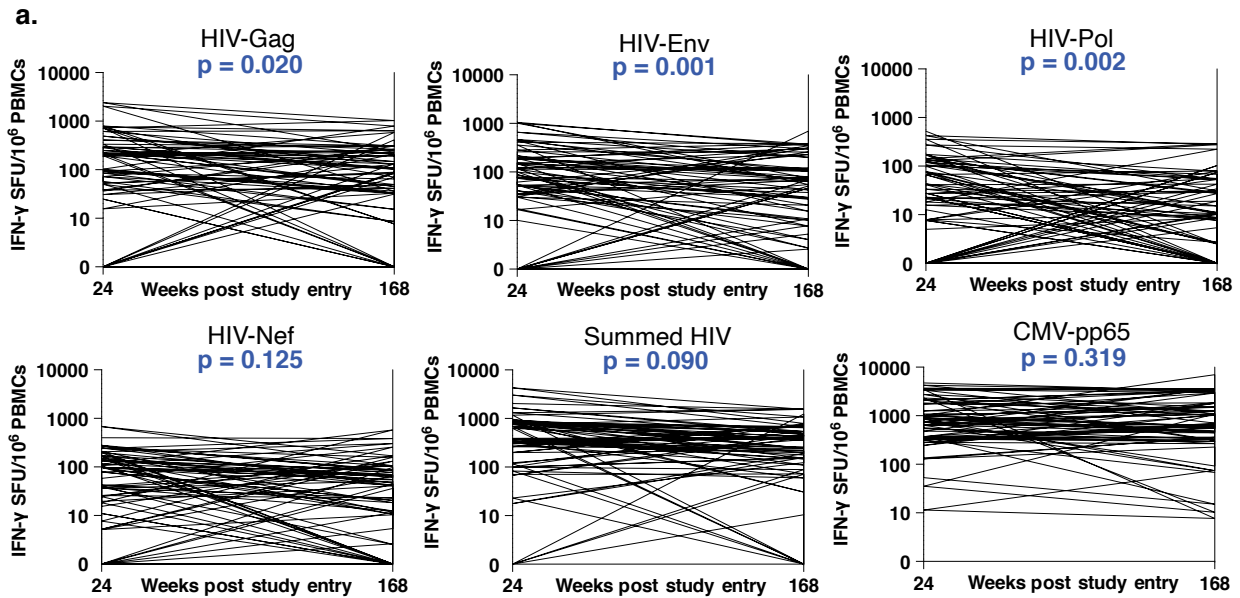 a.
HIV-Gag
p = 0.020
IFN-γ SFU/10⁶ PBMCs
10000
1000
100
10
0
24 Weeks post study entry 168
HIV-Env
p = 0.001
IFN-γ SFU/10⁶ PBMCs
10000
1000
100
10
0
24 Weeks post study entry 168
HIV-Pol
p = 0.002
IFN-γ SFU/10⁶ PBMCs
10000
1000
100
10
0
24 Weeks post study entry 168
HIV-Nef
p = 0.125
IFN-γ SFU/10⁶ PBMCs
10000
1000
100
10
0
24 Weeks post study entry 168
Summed HIV
p = 0.090
IFN-γ SFU/10⁶ PBMCs
10000
1000
100
10
0
24 Weeks post study entry 168
CMV-pp65
p = 0.319
IFN-γ SFU/10⁶ PBMCs
10000
1000
100
10
0
24 Weeks post study entry 168